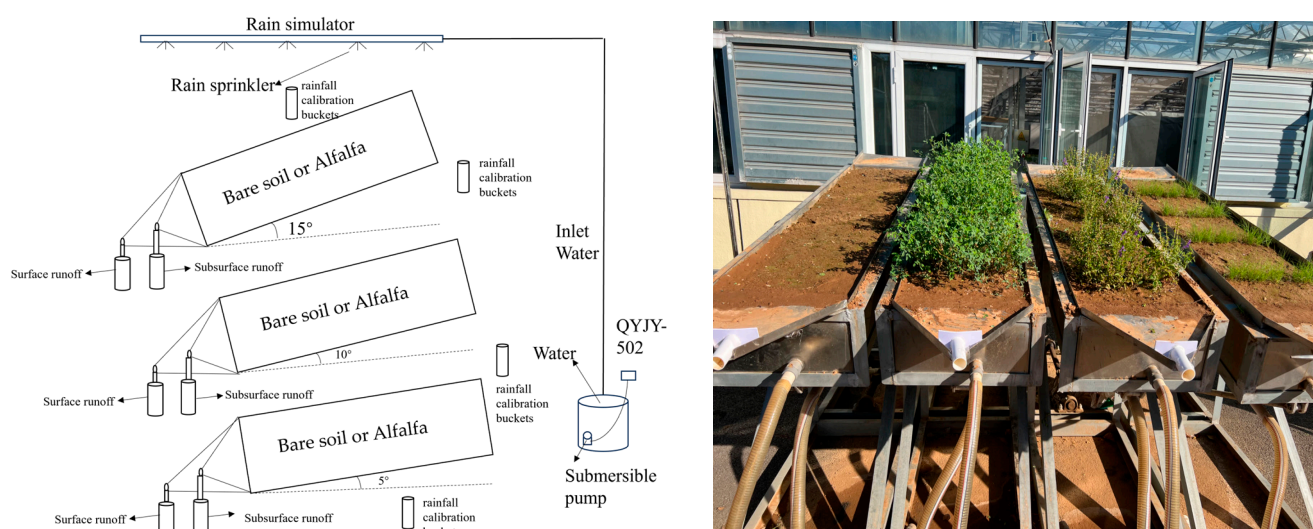 Rain simulator
Rain sprinkler
rainfall
calibration
buckets
Bare soil or Alfalfa
rainfall
calibration
buckets
15°
Surface runoff
Subsurface runoff
Inlet
Water
Bare soil or Alfalfa
10°
QYJY-
502
Water
rainfall
calibration
buckets
Surface runoff
Subsurface runoff
Bare soil or Alfalfa
5°
Submersible
pump
rainfall
calibration
Surface runoff
Subsurface runoff